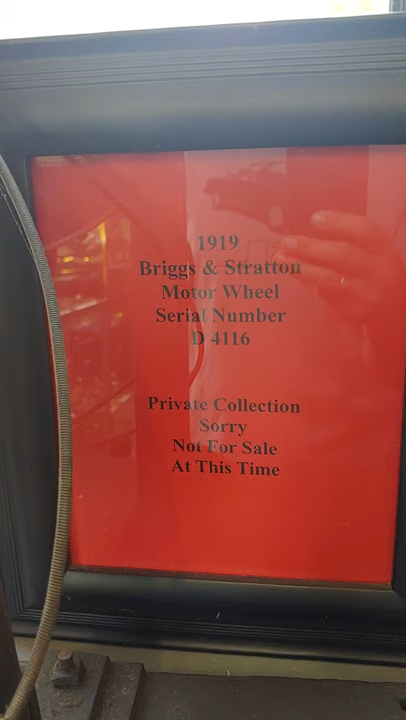 1919
Briggs & Stratton
Motor Wheel
Serial Number
D 4116
Private Collection
Sorry
Not For Sale
At This Time